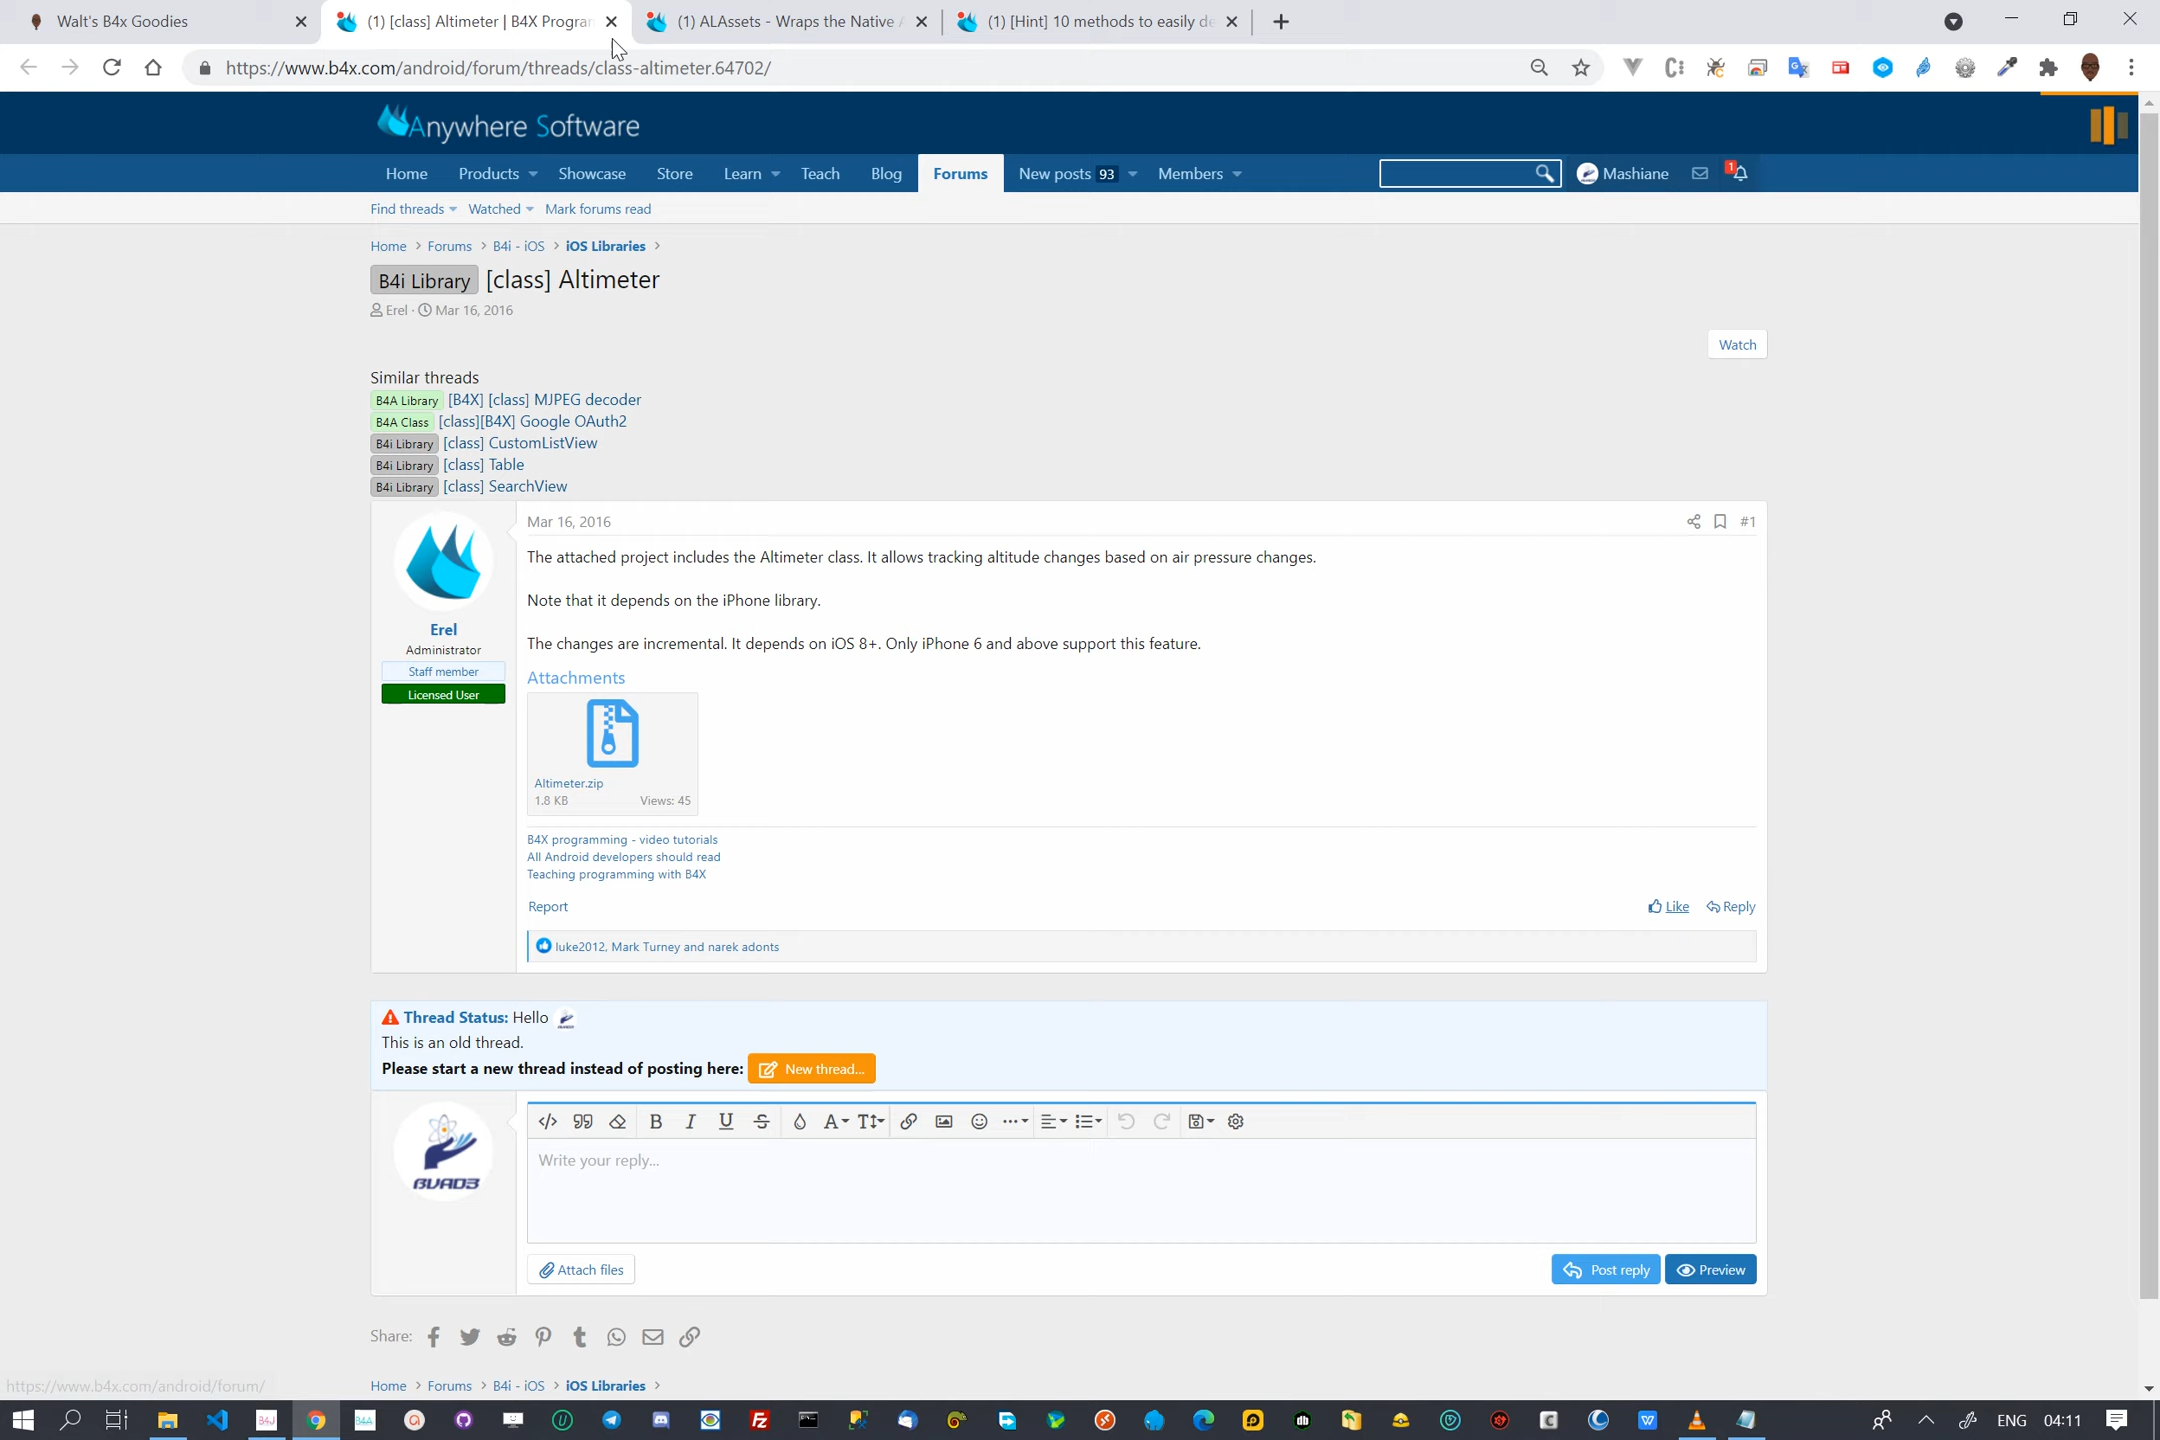 Walt's B4x Goodies
(1) [class] Altimeter | B4X Progran
(1) ALAssets - Wraps the Native A
(1) [Hint] 10 methods to easily de
https://www.b4x.com/android/forum/threads/class-altimeter.64702/
Anywhere Software
Home Products Showcase Store Learn Teach Blog Forums New posts 93 Members Mashiane 1
Find threads Watched Mark forums read
Home > Forums > B4i - iOS > iOS Libraries >
B4i Library [class] Altimeter
Erel · Mar 16, 2016
Watch
Similar threads
B4A Library [B4X] [class] MJPEG decoder
B4A Class [class][B4X] Google OAuth2
B4i Library [class] CustomListView
B4i Library [class] Table
B4i Library [class] SearchView
Mar 16, 2016 #1
Erel
Administrator
Staff member
Licensed User
The attached project includes the Altimeter class. It allows tracking altitude changes based on air pressure changes.
Note that it depends on the iPhone library.
The changes are incremental. It depends on iOS 8+. Only iPhone 6 and above support this feature.
Attachments
Altimeter.zip
1.8 KB Views: 45
B4X programming - video tutorials
All Android developers should read
Teaching programming with B4X
Report Like Reply
luke2012, Mark Turney and narek adonts
Thread Status: Hello
This is an old thread.
Please start a new thread instead of posting here: New thread...
BVAD3
Write your reply...
Attach files Post reply Preview
Share:
Home > Forums > B4i - iOS > iOS Libraries >
https://www.b4x.com/android/forum/
B4J B4A ENG 04:11